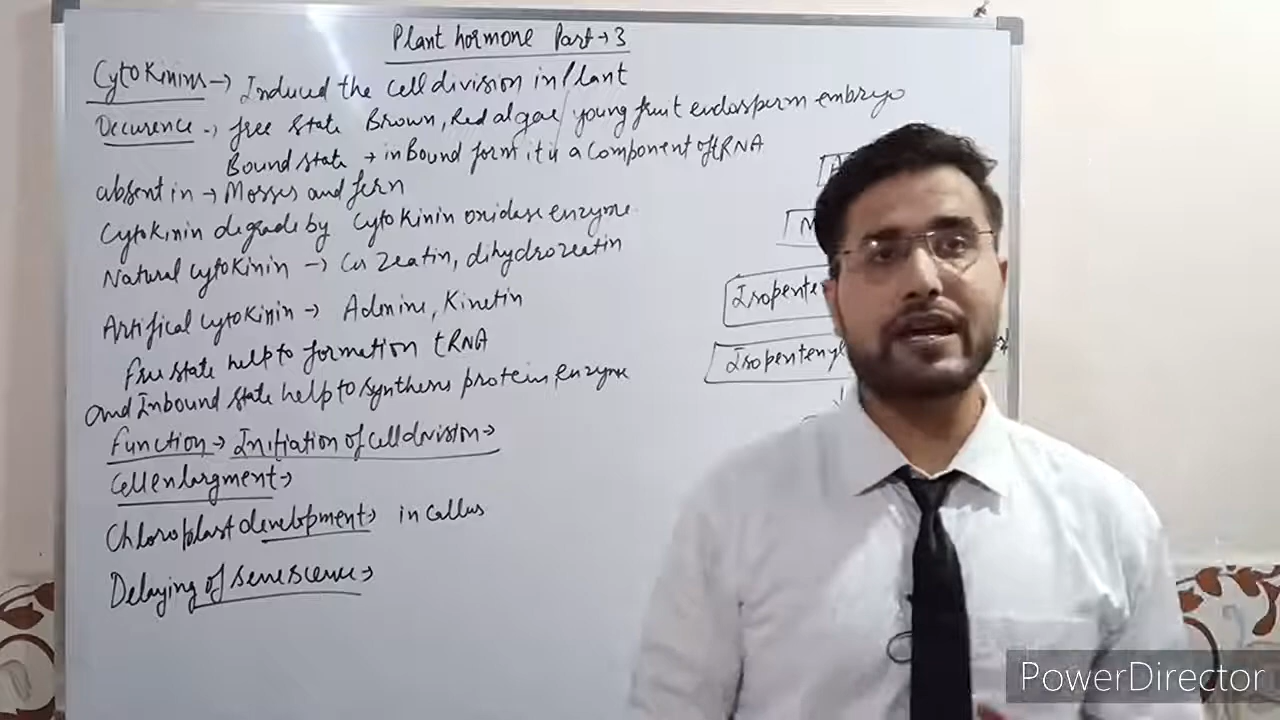 Plant hormone Part→3
Cytokinins→ Induced the cell division in Plant
Occurence → free state Brown, Red algae / young fruit endosperm embryo
Bound state → in Bound form it is a component of tRNA
absent in → Mosses and fern
Cytokinin degrade by Cytokinin oxidase enzyme
Natural cytokinin → Cis zeatin, dihydrozeatin
Artifical cytokinin → Adenine, Kinetin
Free state help to formation tRNA
and Inbound state help to synthesis protein, enzyme
Function→ Initiation of cell division→
Cell enlargment→
Chloroplast development→ in callus
Delaying of senescence→
Isopente
Isopenteny
PowerDirector